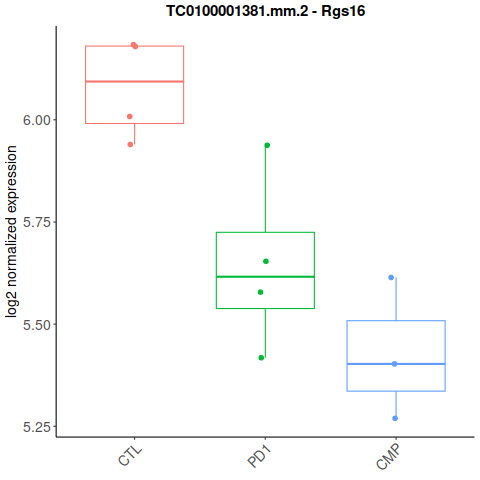 TC0100001381.mm.2 - Rgs16
log2 normalized expression
6.00
5.75
5.50
5.25
CTL
PD1
CMP